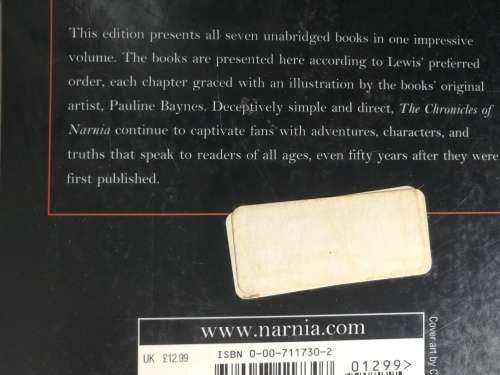 This edition presents all seven unabridged books in one impressive
volume. The books are presented here according to Lewis' preferred
order, each chapter graced with an illustration by the books' original
artist, Pauline Baynes. Deceptively simple and direct, The Chronicles of
Narnia continue to captivate fans with adventures, characters, and
truths that speak to readers of all ages, even fifty years after they were
first published.
www.narnia.com
UK £12.99
ISBN 0-00-711730-2
01299>
Cover art by